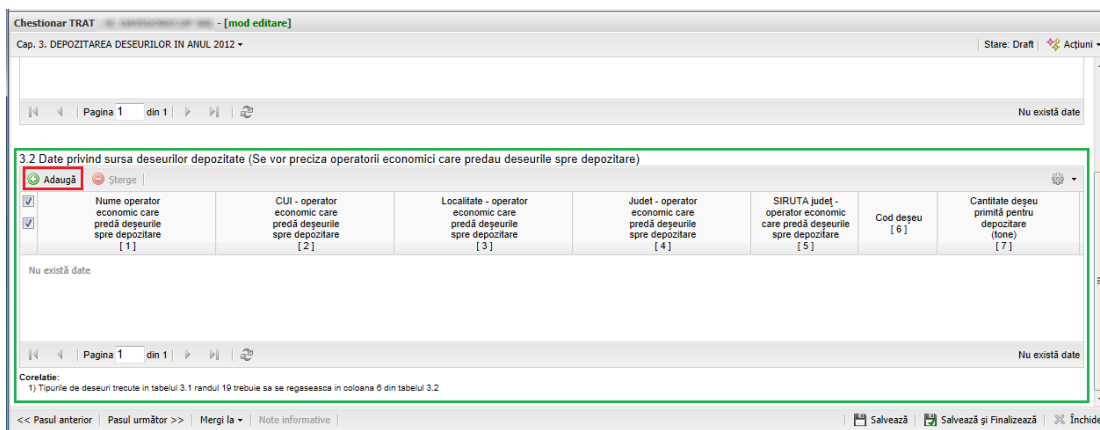 Chestionar TRAT - [mod editare]
Cap. 3. DEPOZITAREA DESEURILOR IN ANUL 2012 Stare: Draft Acțiuni
Pagina 1 din 1 Nu există date
3.2 Date privind sursa deseurilor depozitate (Se vor preciza operatorii economici care predau deseurile spre depozitare)
Adaugă Șterge
Nume operator economic care predă deșeurile spre depozitare [ 1 ]
CUI - operator economic care predă deșeurile spre depozitare [ 2 ]
Localitate - operator economic care predă deșeurile spre depozitare [ 3 ]
Județ - operator economic care predă deșeurile spre depozitare [ 4 ]
SIRUTA județ - operator economic care predă deșeurile spre depozitare [ 5 ]
Cod deșeu [ 6 ]
Cantitate deșeu primită pentru depozitare (tone) [ 7 ]
Nu există date
Pagina 1 din 1 Nu există date
Corelatie:
1) Tipurile de deseuri trecute in tabelul 3.1 randul 19 trebuie sa se regaseasca in coloana 6 din tabelul 3.2
<< Pasul anterior Pasul următor >> Mergi la Note informative Salvează Salvează și Finalizează Închide